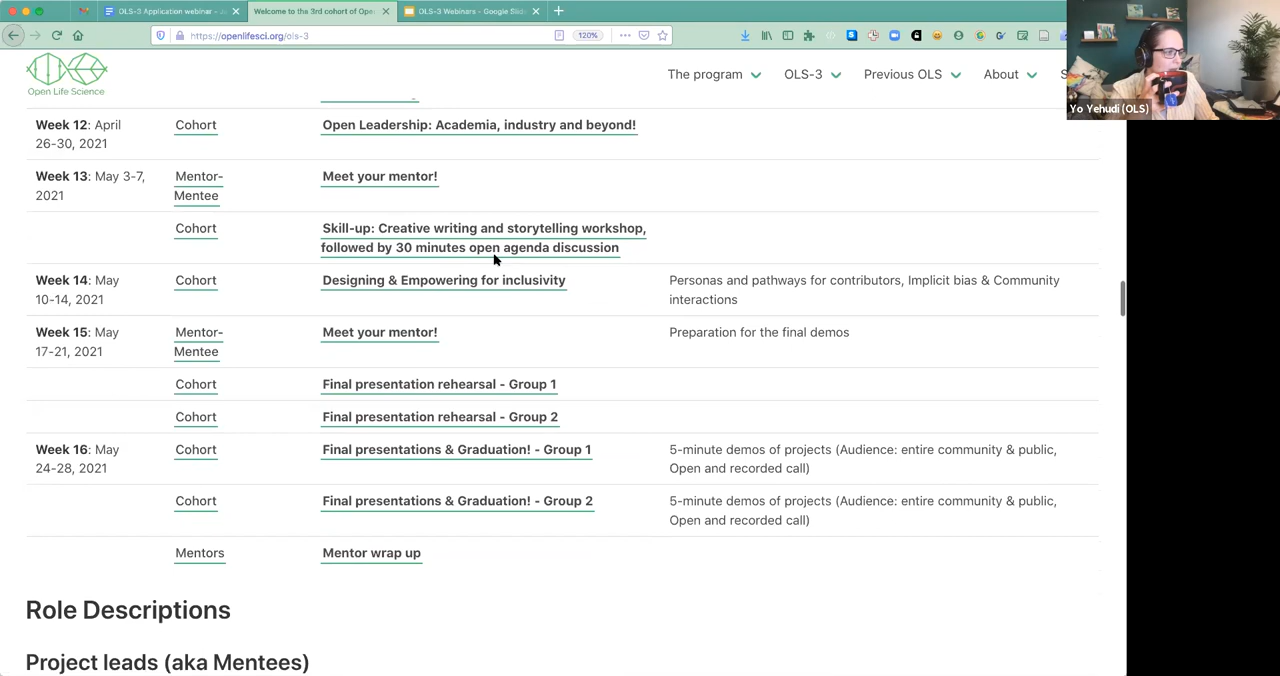 OLS-3 Application webinar -
Welcome to the 3rd cohort of Open
OLS-3 Webinars - Google Slid
https://openlifesci.org/ols-3
120%
Open Life Science
The program
OLS-3
Previous OLS
About
Yo Yehudi (OLS)
Week 12: April 26-30, 2021
Cohort
Open Leadership: Academia, industry and beyond!
Week 13: May 3-7, 2021
Mentor-
Mentee
Meet your mentor!
Cohort
Skill-up: Creative writing and storytelling workshop,
followed by 30 minutes open agenda discussion
Week 14: May
10-14, 2021
Cohort
Designing & Empowering for inclusivity
Personas and pathways for contributors, Implicit bias & Community
interactions
Week 15: May
17-21, 2021
Mentor-
Mentee
Meet your mentor!
Preparation for the final demos
Cohort
Final presentation rehearsal - Group 1
Cohort
Final presentation rehearsal - Group 2
Week 16: May
24-28, 2021
Cohort
Final presentations & Graduation! - Group 1
5-minute demos of projects (Audience: entire community & public,
Open and recorded call)
Cohort
Final presentations & Graduation! - Group 2
5-minute demos of projects (Audience: entire community & public,
Open and recorded call)
Mentors
Mentor wrap up
Role Descriptions
Project leads (aka Mentees)